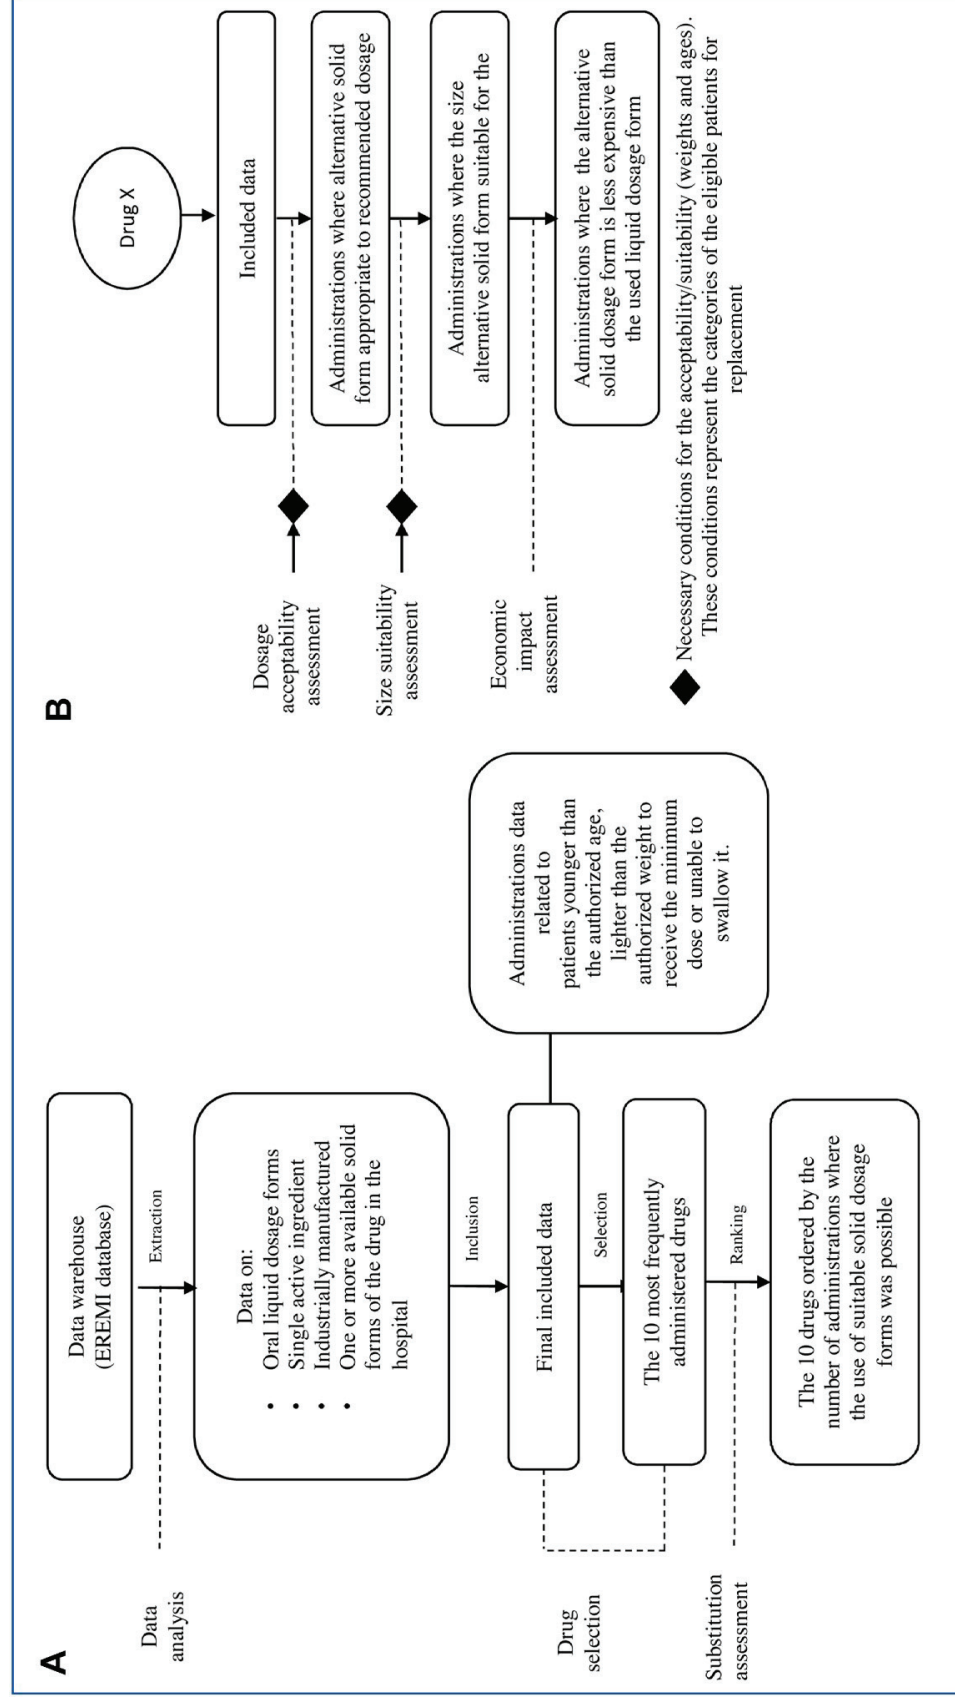 A
Data warehouse
(EREMI database)
Data
analysis
Extraction
Data on:
• Oral liquid dosage forms
• Single active ingredient
• Industrially manufactured
• One or more available solid
forms of the drug in the
hospital
Inclusion
Final included data
Administrations data
related to
patients younger than
the authorized age,
lighter than the
authorized weight to
receive the minimum
dose or unable to
swallow it.
Drug
selection
Selection
The 10 most frequently
administered drugs
Substitution
assessment
Ranking
The 10 drugs ordered by the
number of administrations where
the use of suitable solid dosage
forms was possible
B
Drug X
Included data
Dosage
acceptability
assessment
Administrations where alternative solid
form appropriate to recommended dosage
Size suitability
assessment
Administrations where the size
alternative solid form suitable for the
Economic
impact
assessment
Administrations where the alternative
solid dosage form is less expensive than
the used liquid dosage form
Necessary conditions for the acceptability/suitability (weights and ages).
These conditions represent the categories of the eligible patients for
replacement